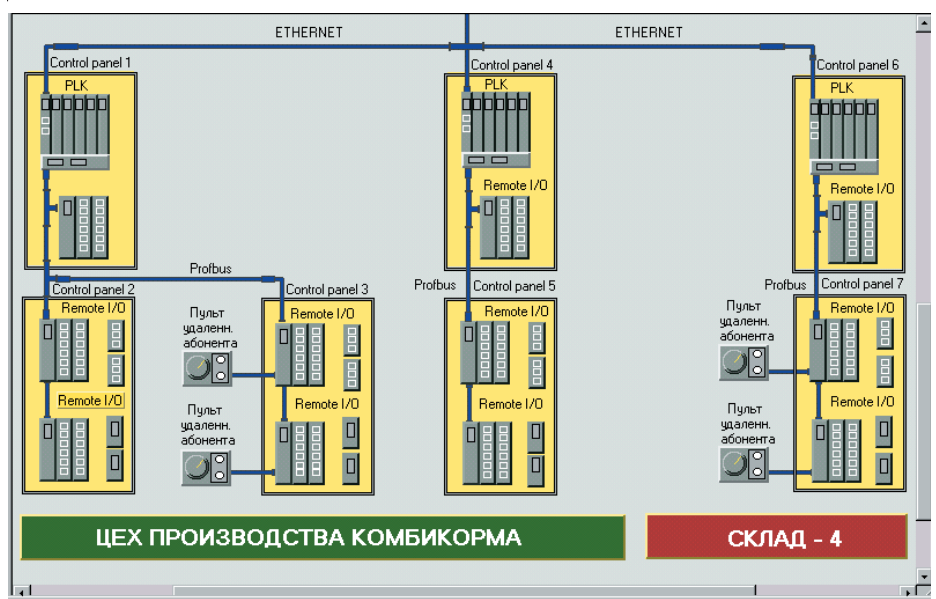 ETHERNET
ETHERNET
Control panel 1
Control panel 4
Control panel 6
PLK
PLK
PLK
Remote I/O
Remote I/O
Profbus
Profbus
Profbus
Control panel 2
Control panel 3
Control panel 5
Control panel 7
Remote I/O
Пульт
удаленн.
абонента
Remote I/O
Remote I/O
Пульт
удаленн.
абонента
Remote I/O
Remote I/O
Пульт
удаленн.
абонента
Remote I/O
Remote I/O
Пульт
удаленн.
абонента
Remote I/O
ЦЕХ ПРОИЗВОДСТВА КОМБИКОРМА
СКЛАД - 4